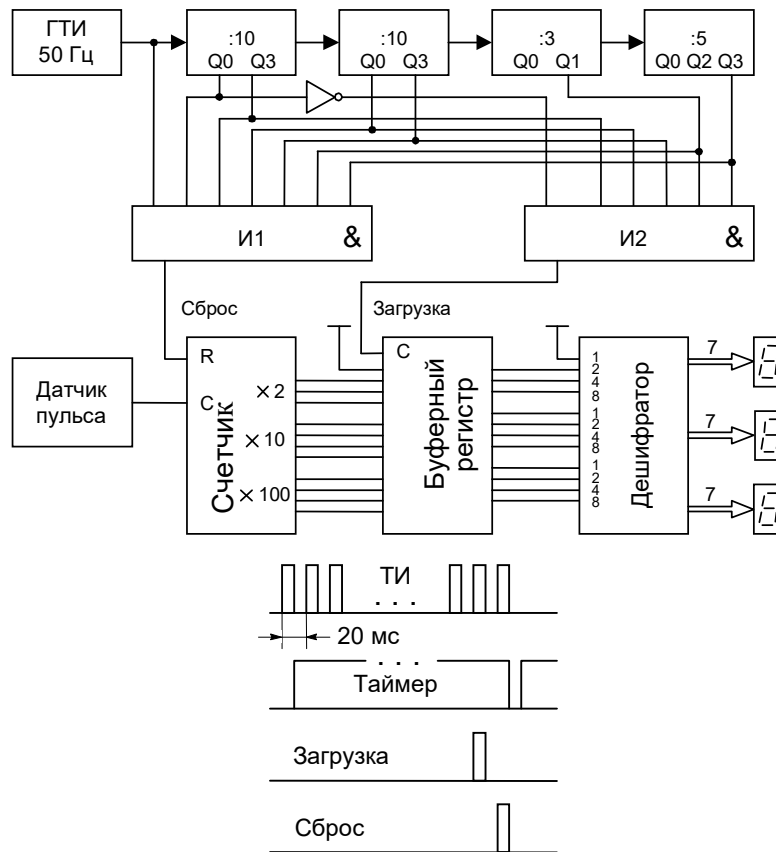 ГТИ
50 Гц
:10
Q0 Q3
:10
Q0 Q3
:3
Q0 Q1
:5
Q0 Q2 Q3
И1 &
И2 &
Сброс
Загрузка
Датчик
пульса
R
C
Счетчик
× 2
× 10
× 100
C
Буферный
регистр
1
2
4
8
1
2
4
8
1
2
4
8
Дешифратор
7
7
7
ТИ
. . .
20 мс
. . .
Таймер
Загрузка
Сброс